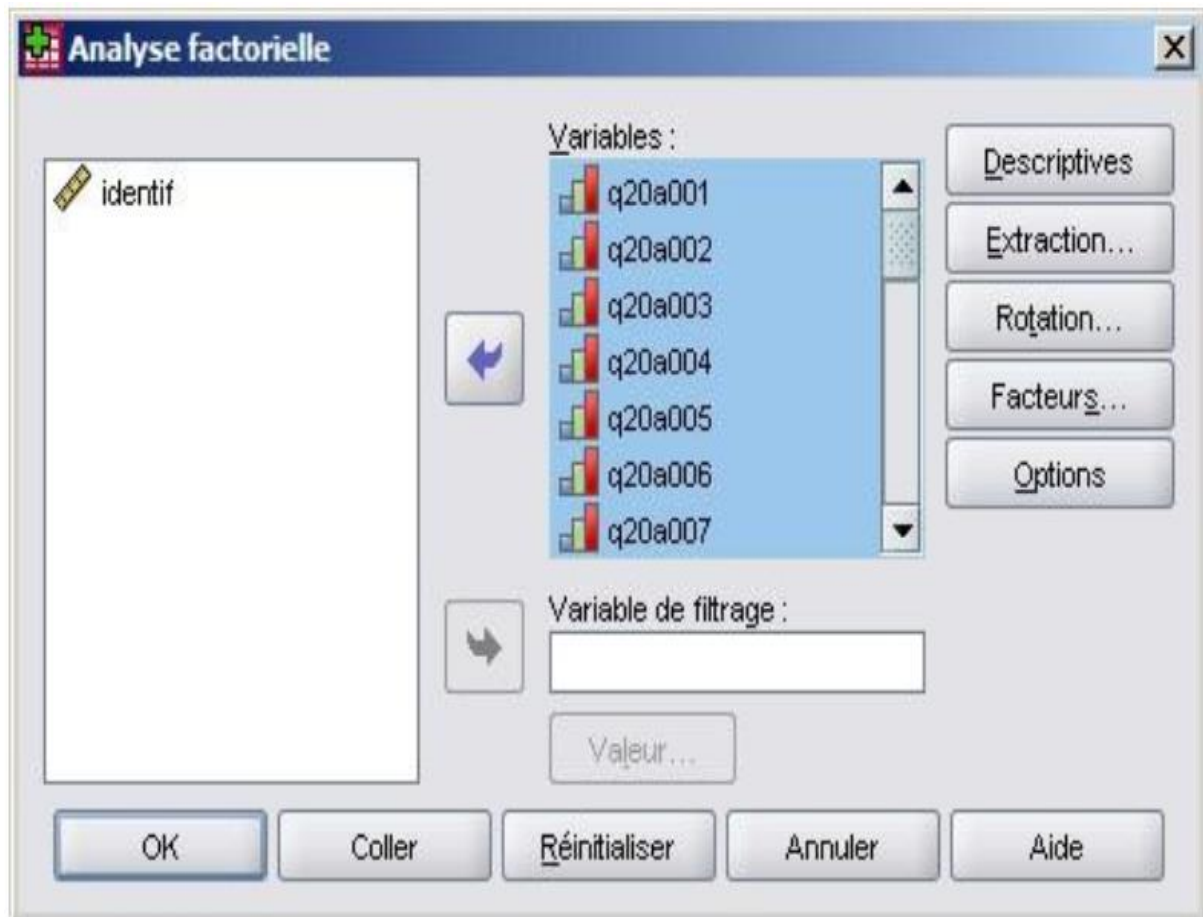 Analyse factorielle
identif
Variables :
q20a001
q20a002
q20a003
q20a004
q20a005
q20a006
q20a007
Descriptives
Extraction...
Rotation...
Facteurs...
Options
Variable de filtrage :
Valeur...
OK
Coller
Réinitialiser
Annuler
Aide